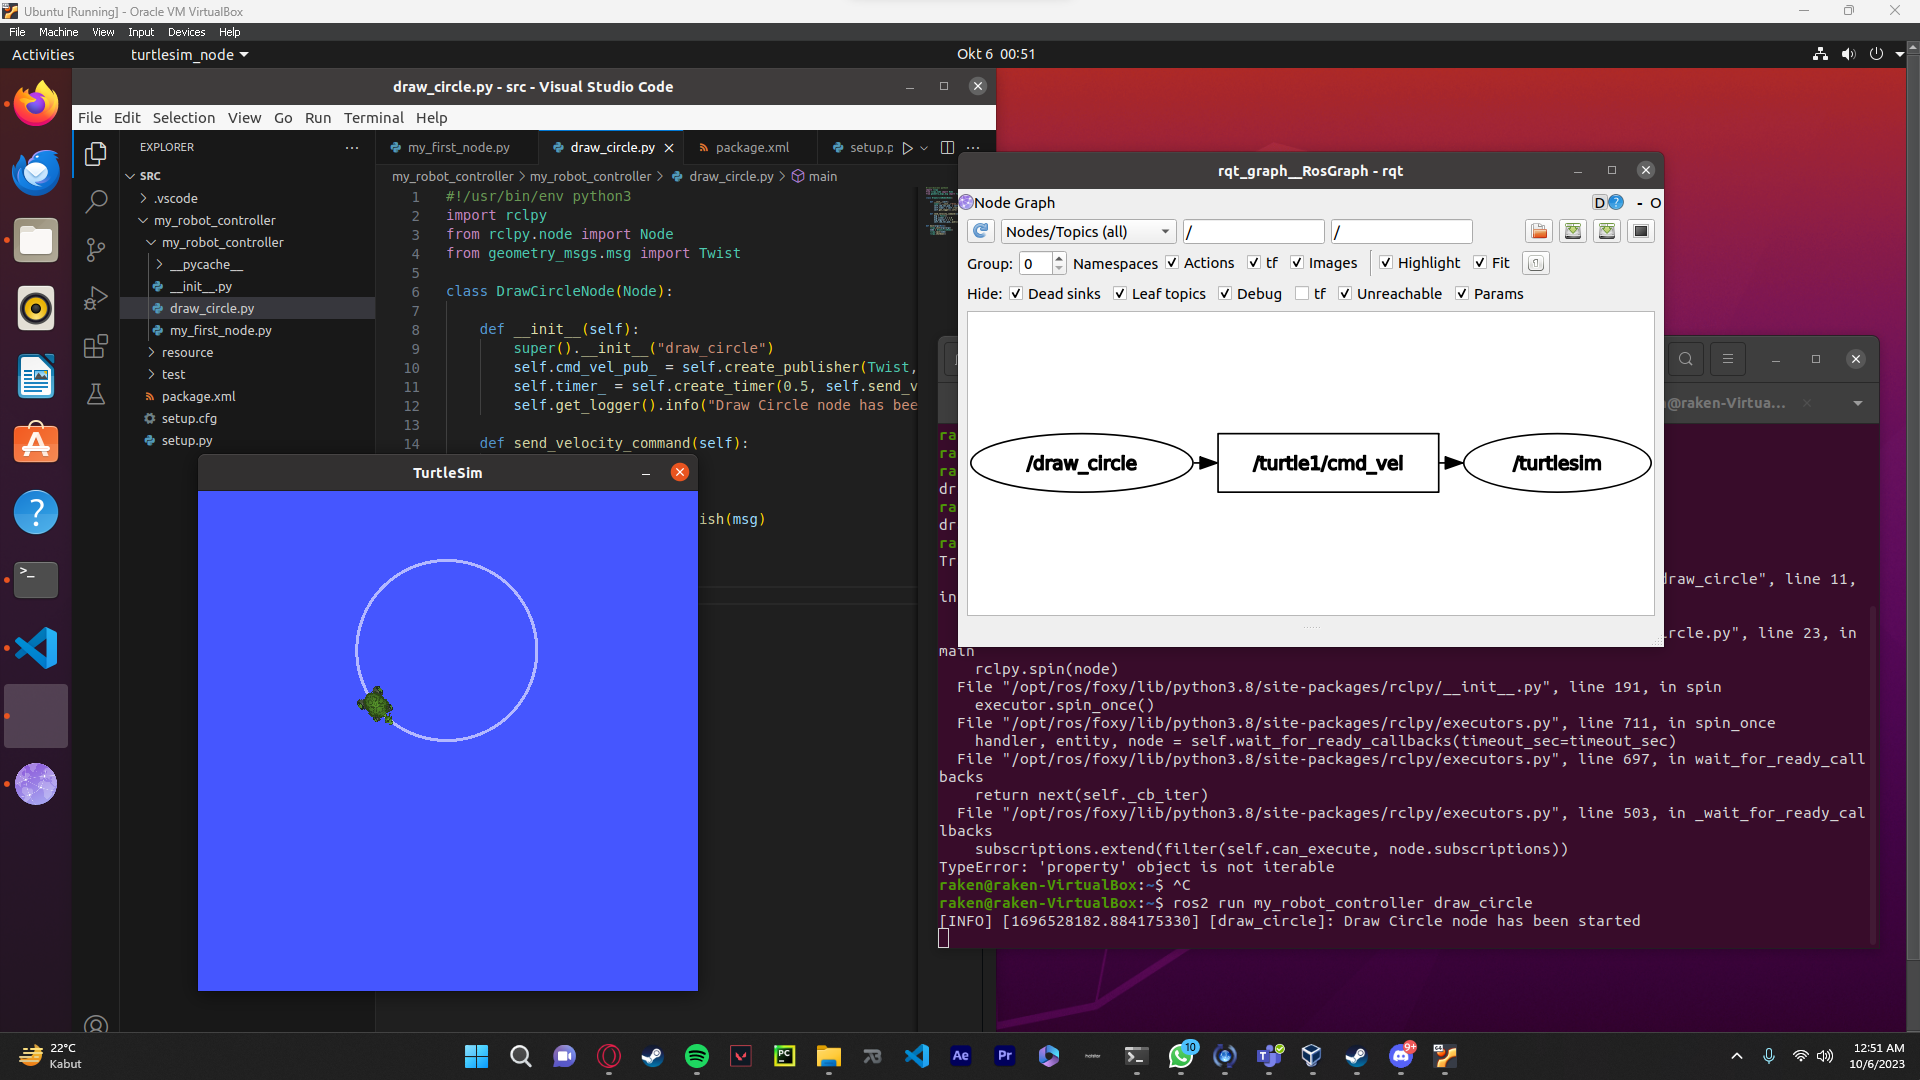 Ubuntu [Running] - Oracle VM VirtualBox
File Machine View Input Devices Help
Activities turtlesim_node Okt 6 00:51
draw_circle.py - src - Visual Studio Code
File Edit Selection View Go Run Terminal Help
EXPLORER
my_first_node.py draw_circle.py package.xml setup.p
my_robot_controller > my_robot_controller > draw_circle.py > main
SRC
.vscode
my_robot_controller
my_robot_controller
__pycache__
__init__.py
draw_circle.py
my_first_node.py
resource
test
package.xml
setup.cfg
setup.py
1 #!/usr/bin/env python3
2 import rclpy
3 from rclpy.node import Node
4 from geometry_msgs.msg import Twist
5
6 class DrawCircleNode(Node):
7
8 def __init__(self):
9 super().__init__("draw_circle")
10 self.cmd_vel_pub_ = self.create_publisher(Twist,
11 self.timer_ = self.create_timer(0.5, self.send_v
12 self.get_logger().info("Draw Circle node has bee
13
14 def send_velocity_command(self):
ish(msg)
TurtleSim
rqt_graph__RosGraph - rqt
Node Graph D ? - O
Nodes/Topics (all) / /
Group: 0 Namespaces Actions tf Images Highlight Fit
Hide: Dead sinks Leaf topics Debug tf Unreachable Params
/draw_circle /turtle1/cmd_vel /turtlesim
@raken-Virtua...
ra
ra
ra
dr
ra
dr
ra
Tr
draw_circle", line 11,
in
ircle.py", line 23, in
main
rclpy.spin(node)
File "/opt/ros/foxy/lib/python3.8/site-packages/rclpy/__init__.py", line 191, in spin
executor.spin_once()
File "/opt/ros/foxy/lib/python3.8/site-packages/rclpy/executors.py", line 711, in spin_once
handler, entity, node = self.wait_for_ready_callbacks(timeout_sec=timeout_sec)
File "/opt/ros/foxy/lib/python3.8/site-packages/rclpy/executors.py", line 697, in wait_for_ready_call
backs
return next(self._cb_iter)
File "/opt/ros/foxy/lib/python3.8/site-packages/rclpy/executors.py", line 503, in _wait_for_ready_cal
lbacks
subscriptions.extend(filter(self.can_execute, node.subscriptions))
TypeError: 'property' object is not iterable
raken@raken-VirtualBox:~$ ^C
raken@raken-VirtualBox:~$ ros2 run my_robot_controller draw_circle
[INFO] [1696528182.884175330] [draw_circle]: Draw Circle node has been started
22°C
Kabut
PC
Ae
Pr
10
9+
12:51 AM
10/6/2023